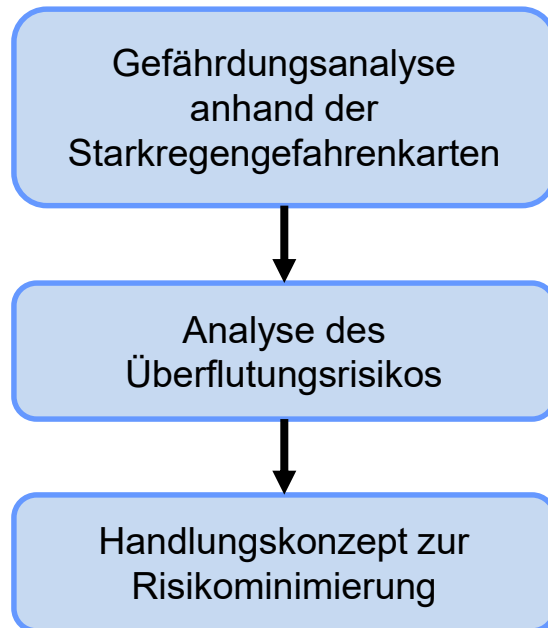 Gefährdungsanalyse
anhand der
Starkregengefahrenkarten
Analyse des
Überflutungsrisikos
Handlungskonzept zur
Risikominimierung